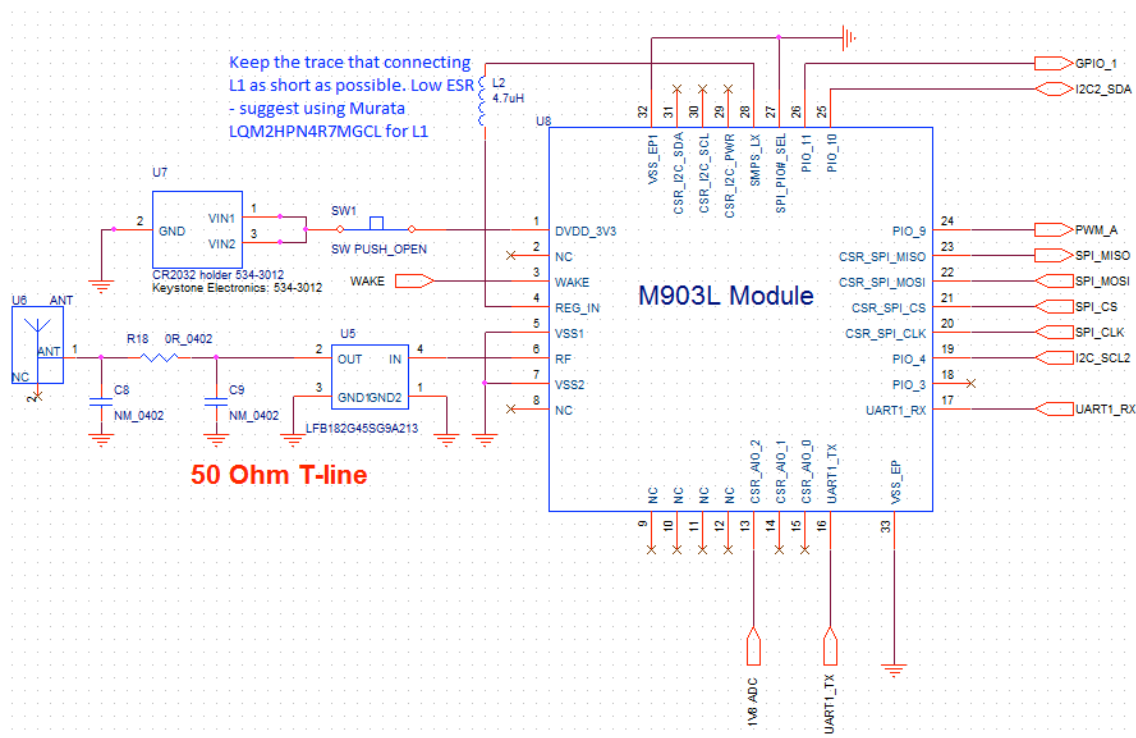 Keep the trace that connecting
L1 as short as possible. Low ESR
- suggest using Murata
LQM2HPN4R7MGCL for L1
L2
4.7uH
U8
32
31
30
29
28
27
26
25
VSS_EP1
CSR_I2C_SDA
CSR_I2C_SCL
CSR_I2C_PWR
SMPS_LX
SPI_PIO#_SEL
PIO_11
PIO_10
GPIO_1
I2C2_SDA
U7
2
GND
VIN1
1
VIN2
3
CR2032 holder 534-3012
Keystone Electronics: 534-3012
SW1
SW PUSH_OPEN
WAKE
1
DVDD_3V3
2
NC
3
WAKE
4
REG_IN
5
VSS1
6
RF
7
VSS2
8
NC
M903L Module
PIO_9
24
PWM_A
CSR_SPI_MISO
23
SPI_MISO
CSR_SPI_MOSI
22
SPI_MOSI
CSR_SPI_CS
21
SPI_CS
CSR_SPI_CLK
20
SPI_CLK
PIO_4
19
I2C_SCL2
PIO_3
18
UART1_RX
17
UART1_RX
U6
ANT
ANT
1
NC
2
R18
0R_0402
C8
NM_0402
C9
NM_0402
U5
2
OUT
IN
4
3
GND1
GND2
1
LFB182G45SG9A213
50 Ohm T-line
NC
NC
NC
NC
CSR_AIO_2
CSR_AIO_1
CSR_AIO_0
UART1_TX
VSS_EP
9
10
11
12
13
14
15
16
33
1V8 ADC
UART1_TX